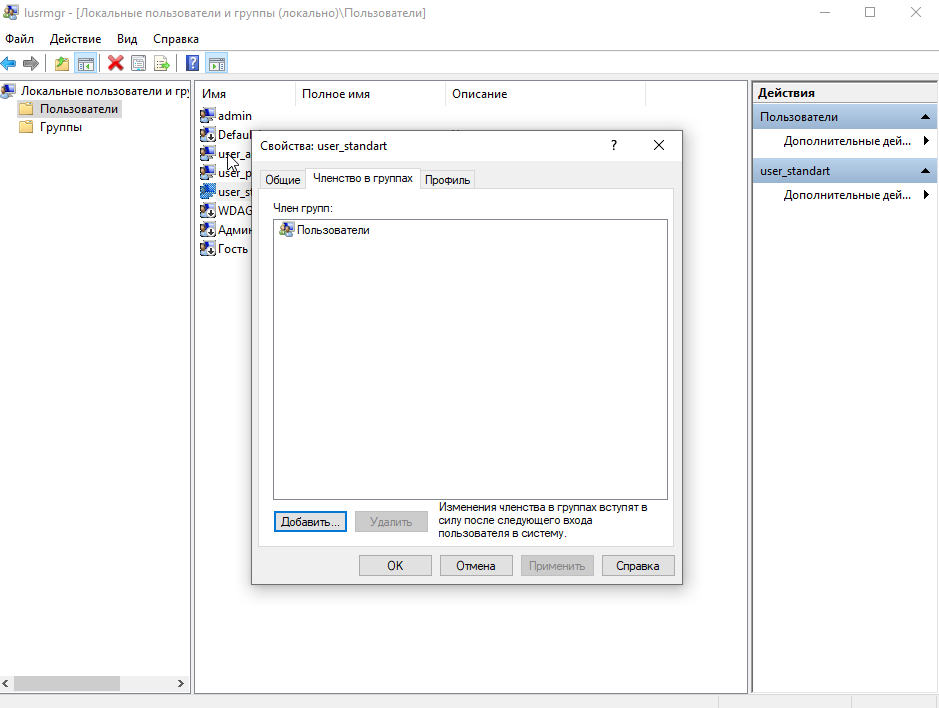 lusrmgr - [Локальные пользователи и группы (локально)\Пользователи]
Файл Действие Вид Справка
Локальные пользователи и гру
Пользователи
Группы
Имя Полное имя Описание
admin
Defaul
user_a
user_p
user_s
WDAG
Админ
Гость
Свойства: user_standart
?
Общие Членство в группах Профиль
Член групп:
Пользователи
Добавить... Удалить
Изменения членства в группах вступят в
силу после следующего входа
пользователя в систему.
OK Отмена Применить Справка
Действия
Пользователи
Дополнительные дей...
user_standart
Дополнительные дей...